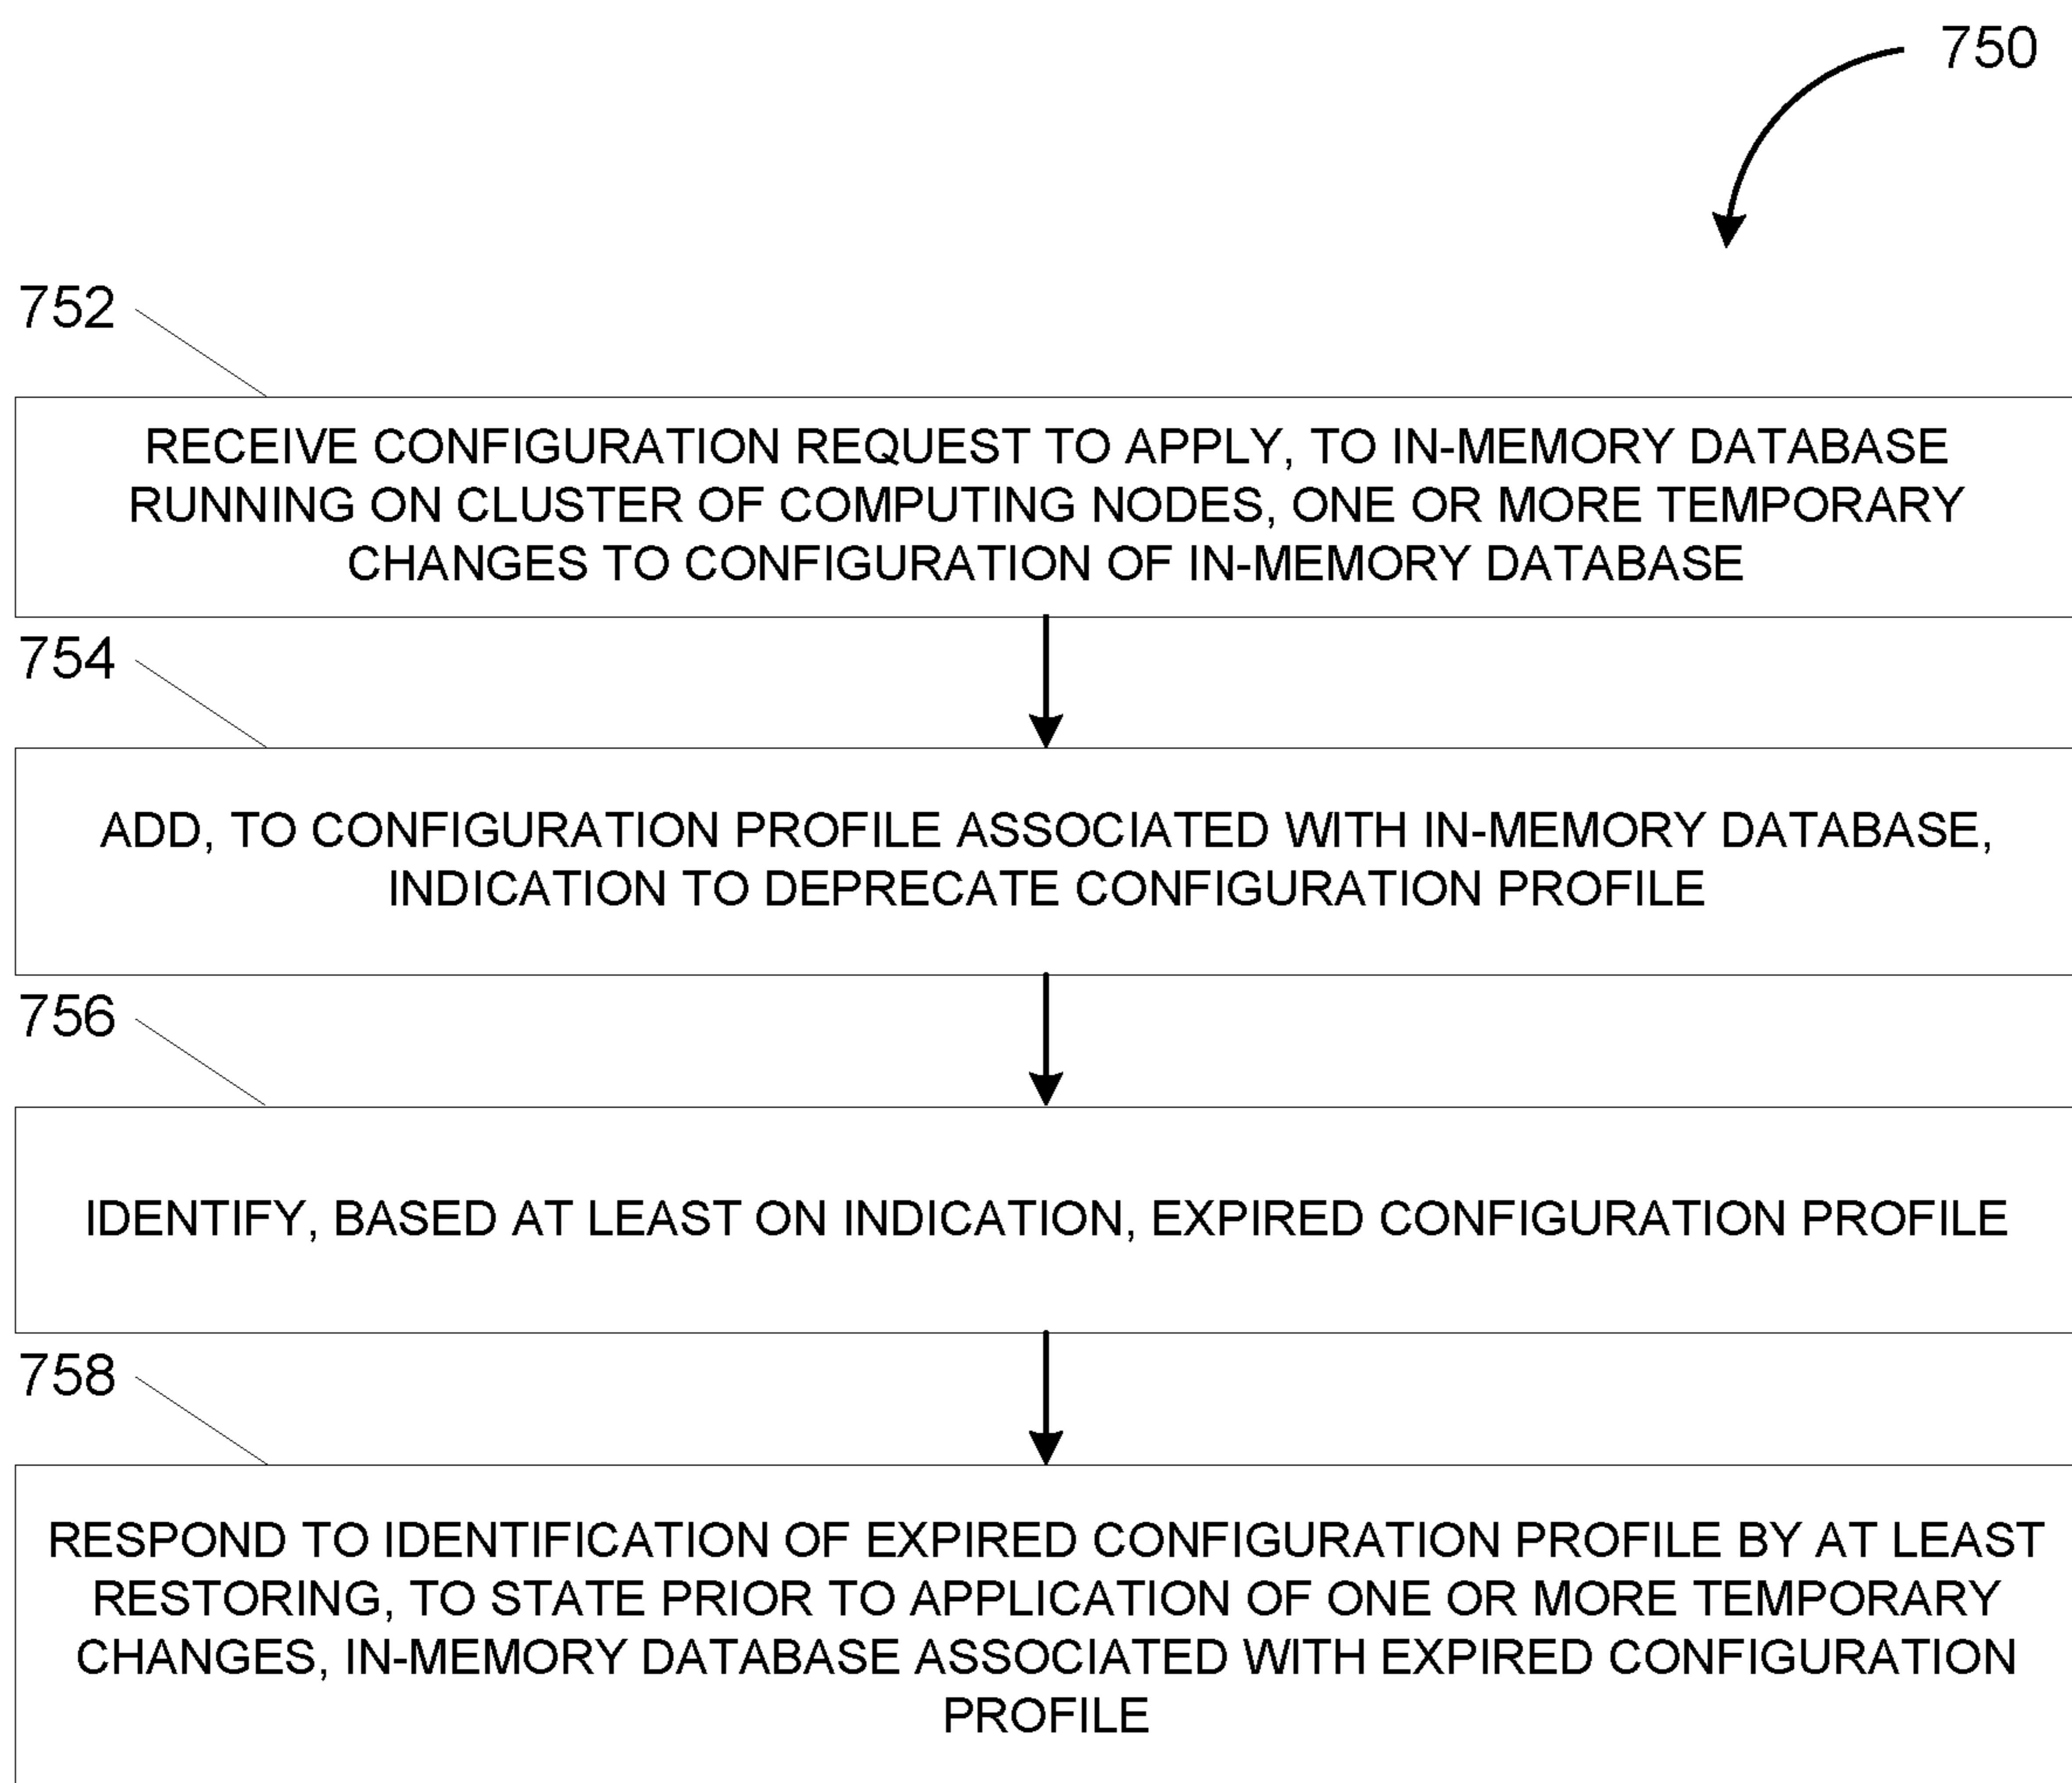 750
752
RECEIVE CONFIGURATION REQUEST TO APPLY, TO IN-MEMORY DATABASE
RUNNING ON CLUSTER OF COMPUTING NODES, ONE OR MORE TEMPORARY
CHANGES TO CONFIGURATION OF IN-MEMORY DATABASE
754
ADD, TO CONFIGURATION PROFILE ASSOCIATED WITH IN-MEMORY DATABASE,
INDICATION TO DEPRECATE CONFIGURATION PROFILE
756
IDENTIFY, BASED AT LEAST ON INDICATION, EXPIRED CONFIGURATION PROFILE
758
RESPOND TO IDENTIFICATION OF EXPIRED CONFIGURATION PROFILE BY AT LEAST
RESTORING, TO STATE PRIOR TO APPLICATION OF ONE OR MORE TEMPORARY
CHANGES, IN-MEMORY DATABASE ASSOCIATED WITH EXPIRED CONFIGURATION
PROFILE